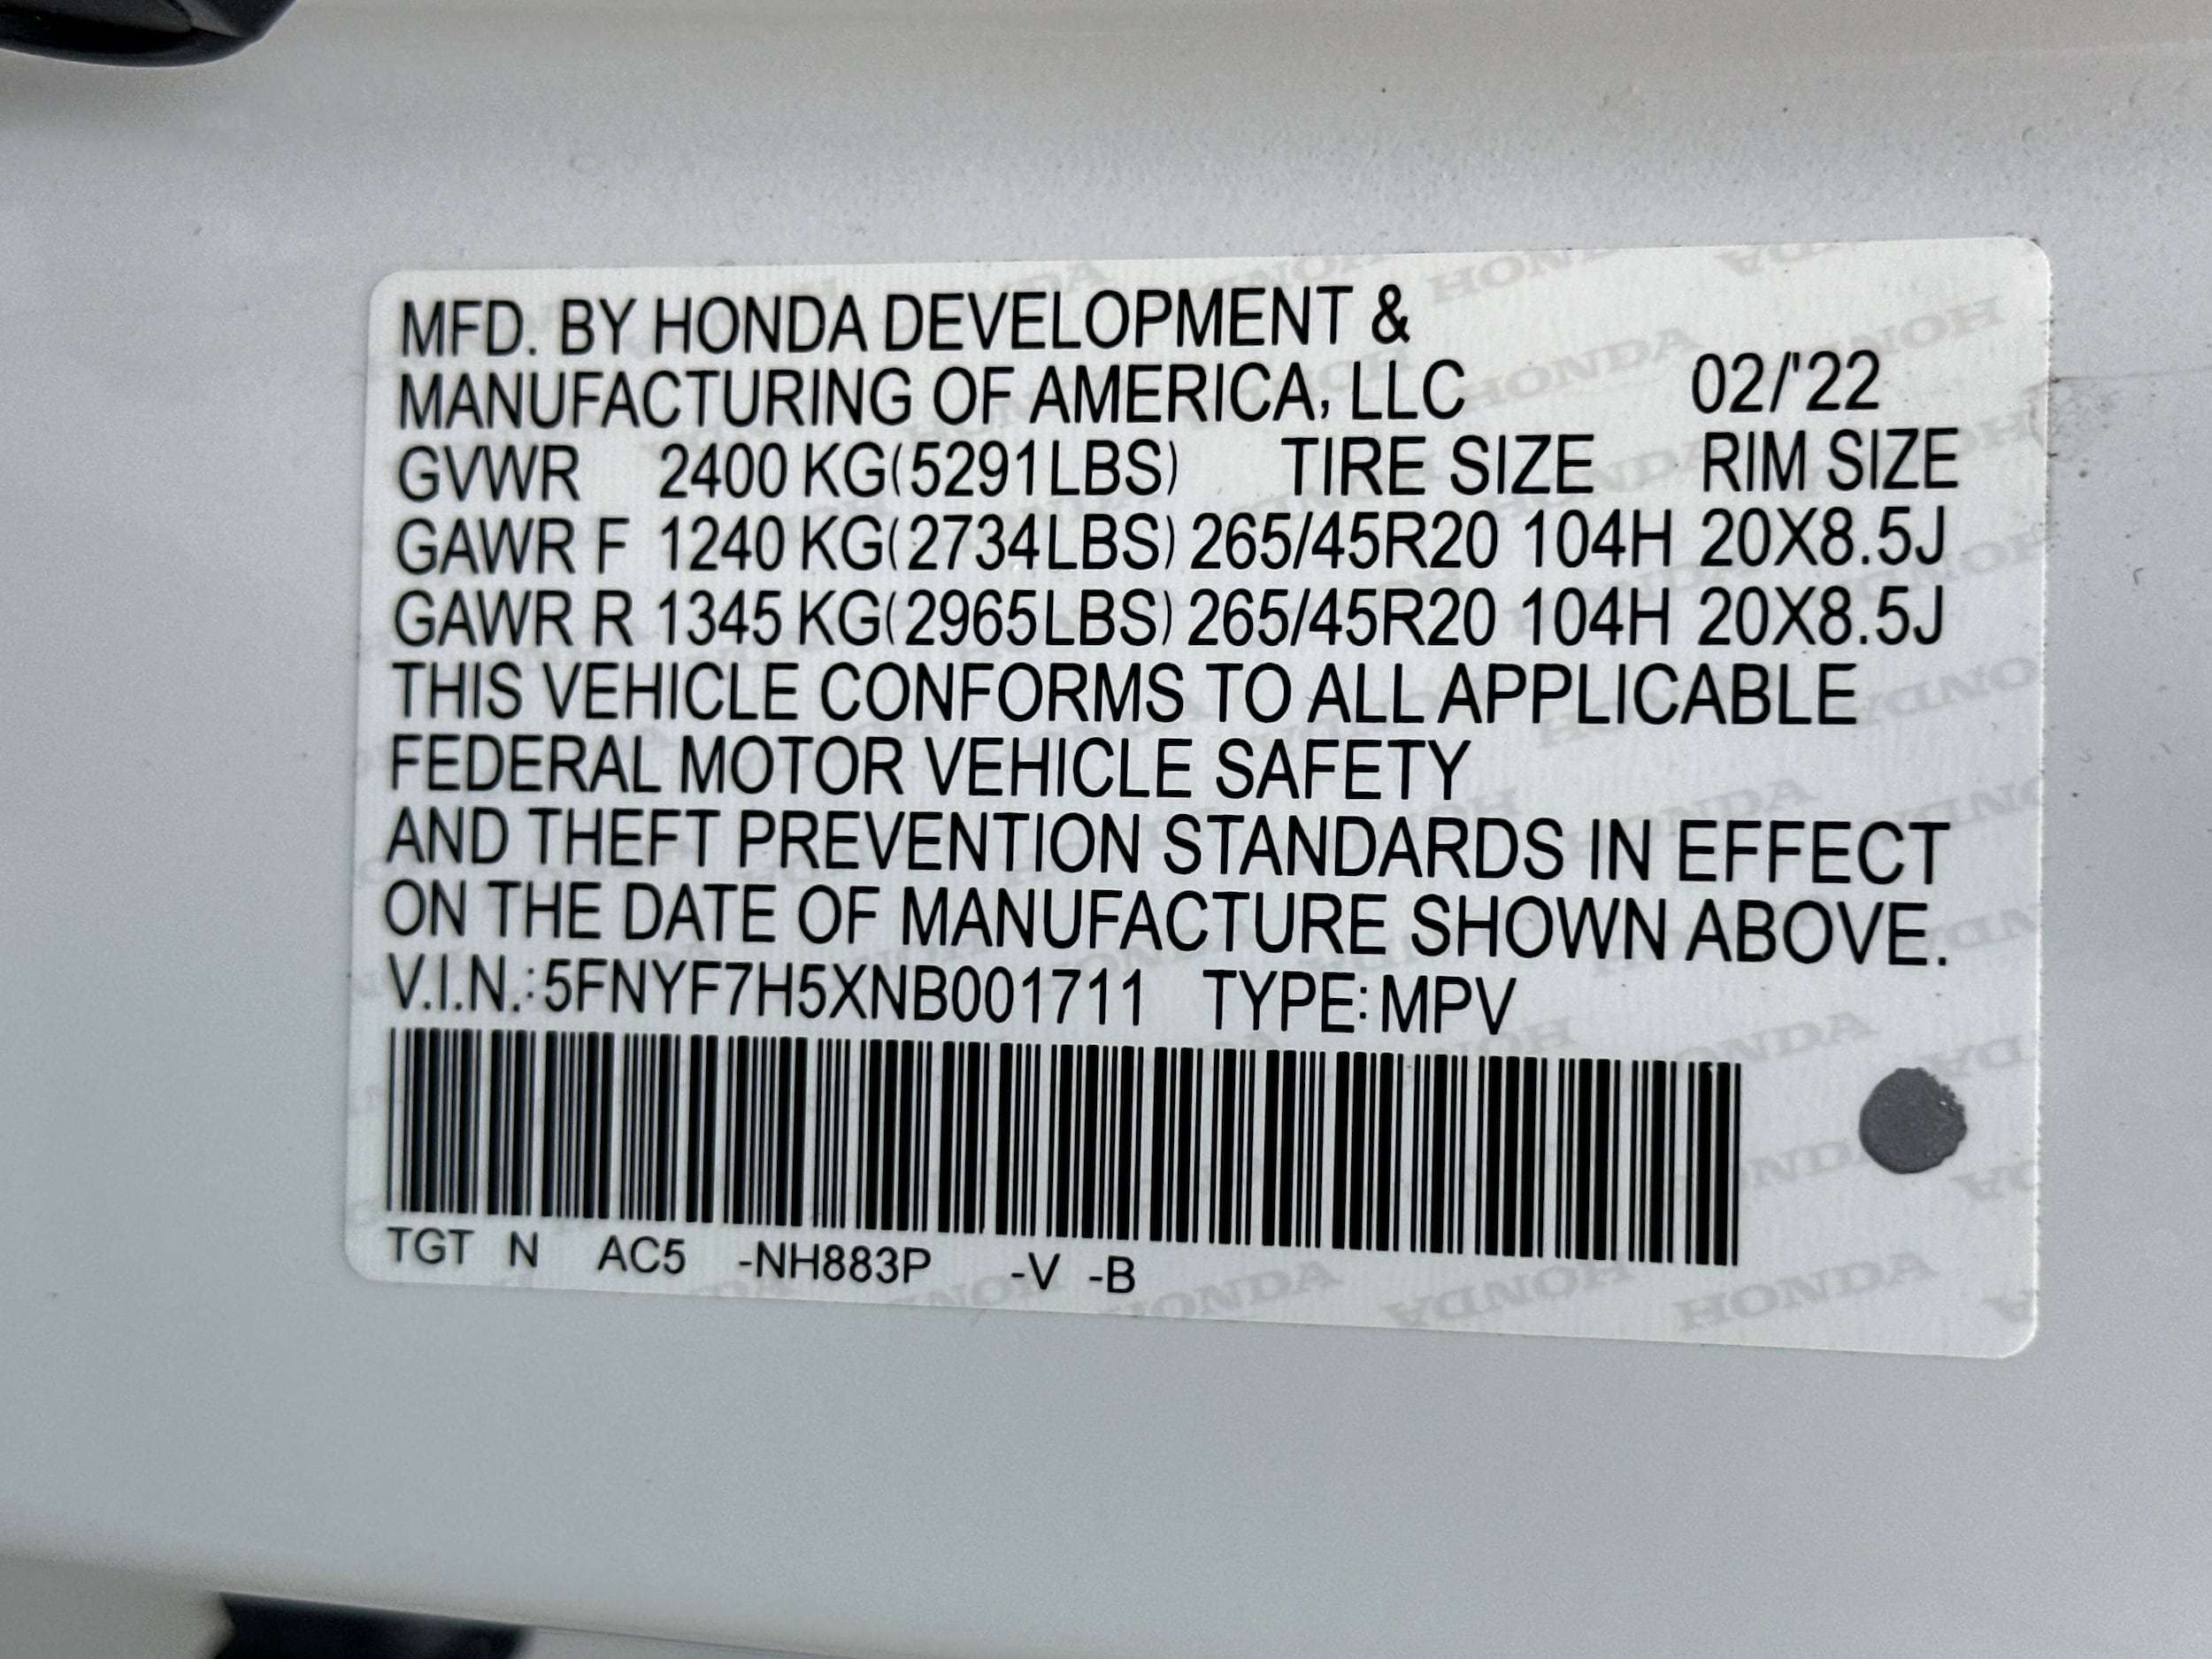 MFD. BY HONDA DEVELOPMENT &
MANUFACTURING OF AMERICA, LLC 02/'22
GVWR 2400 KG(5291LBS) TIRE SIZE RIM SIZE
GAWR F 1240 KG(2734LBS) 265/45R20 104H 20X8.5J
GAWR R 1345 KG(2965LBS) 265/45R20 104H 20X8.5J
THIS VEHICLE CONFORMS TO ALL APPLICABLE
FEDERAL MOTOR VEHICLE SAFETY
AND THEFT PREVENTION STANDARDS IN EFFECT
ON THE DATE OF MANUFACTURE SHOWN ABOVE.
V.I.N.:5FNYF7H5XNB001711 TYPE:MPV
TGT N AC5 -NH883P -V -B